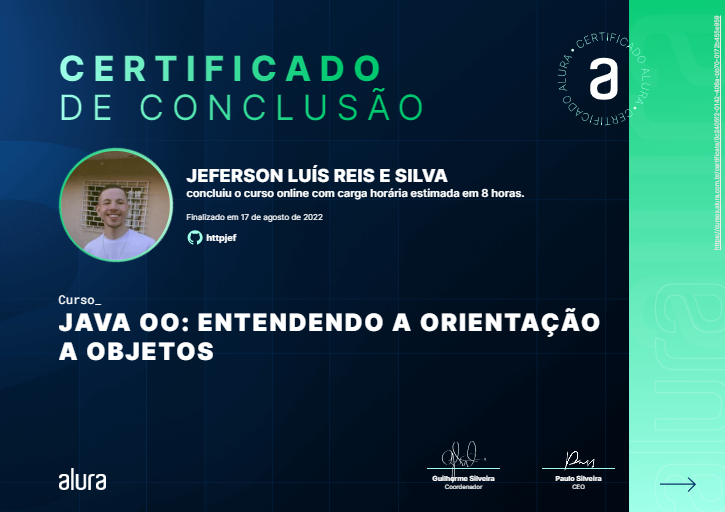 CERTIFICADO
DE CONCLUSÃO
CERTIFICADO ALURA • CERTIFICADO ALURA •
a
JEFERSON LUÍS REIS E SILVA
concluiu o curso online com carga horária estimada em 8 horas.
Finalizado em 17 de agosto de 2022
httpjef
Curso_
JAVA OO: ENTENDENDO A ORIENTAÇÃO
A OBJETOS
alura
Guilherme Silveira
Coordenador
Paulo Silveira
CEO
alura